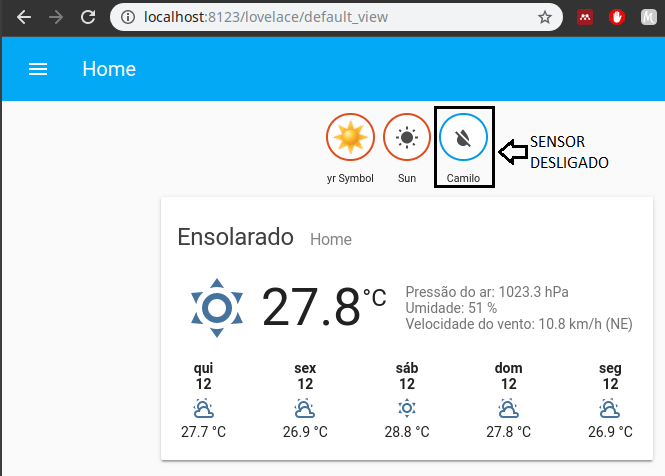 localhost:8123/lovelace/default_view
Home
yr Symbol Sun Camilo
SENSOR
DESLIGADO
Ensolarado Home
27.8 °C
Pressão do ar: 1023.3 hPa
Umidade: 51 %
Velocidade do vento: 10.8 km/h (NE)
qui sex sáb dom seg
12 12 12 12 12
27.7 °C 26.9 °C 28.8 °C 27.8 °C 26.9 °C